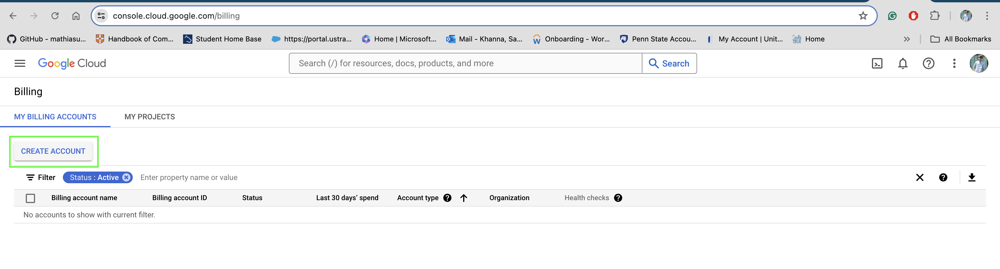 console.cloud.google.com/billing
GitHub - mathiasu... Handbook of Com... Student Home Base https://portal.ustra... Home | Microsoft... Mail - Khanna, Sa... Onboarding - Wor... Penn State Accou... My Account | Unit... Home » All Bookmarks
Google Cloud Search (/) for resources, docs, products, and more Search
Billing
MY BILLING ACCOUNTS MY PROJECTS
CREATE ACCOUNT
Filter Status : Active Enter property name or value
Billing account name Billing account ID Status Last 30 days’ spend Account type Organization Health checks
No accounts to show with current filter.